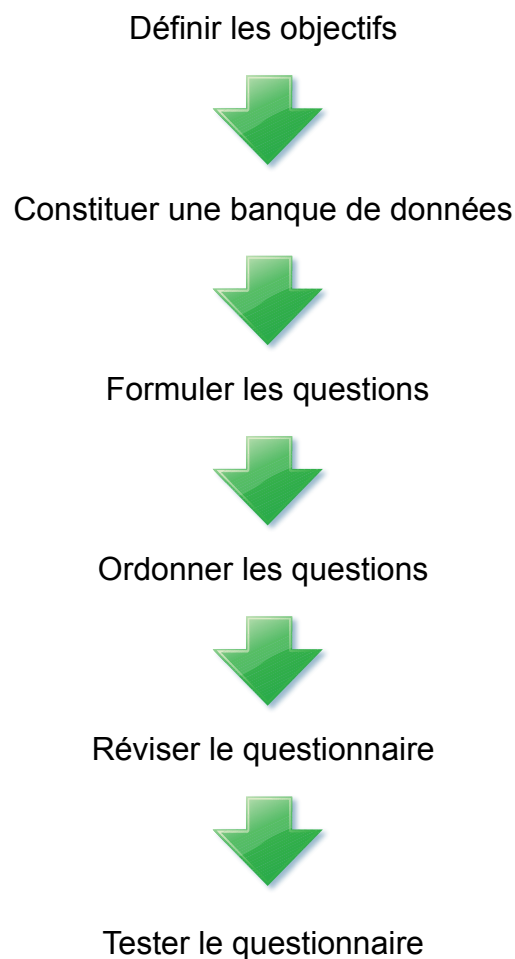 Définir les objectifs
Constituer une banque de données
Formuler les questions
Ordonner les questions
Réviser le questionnaire
Tester le questionnaire